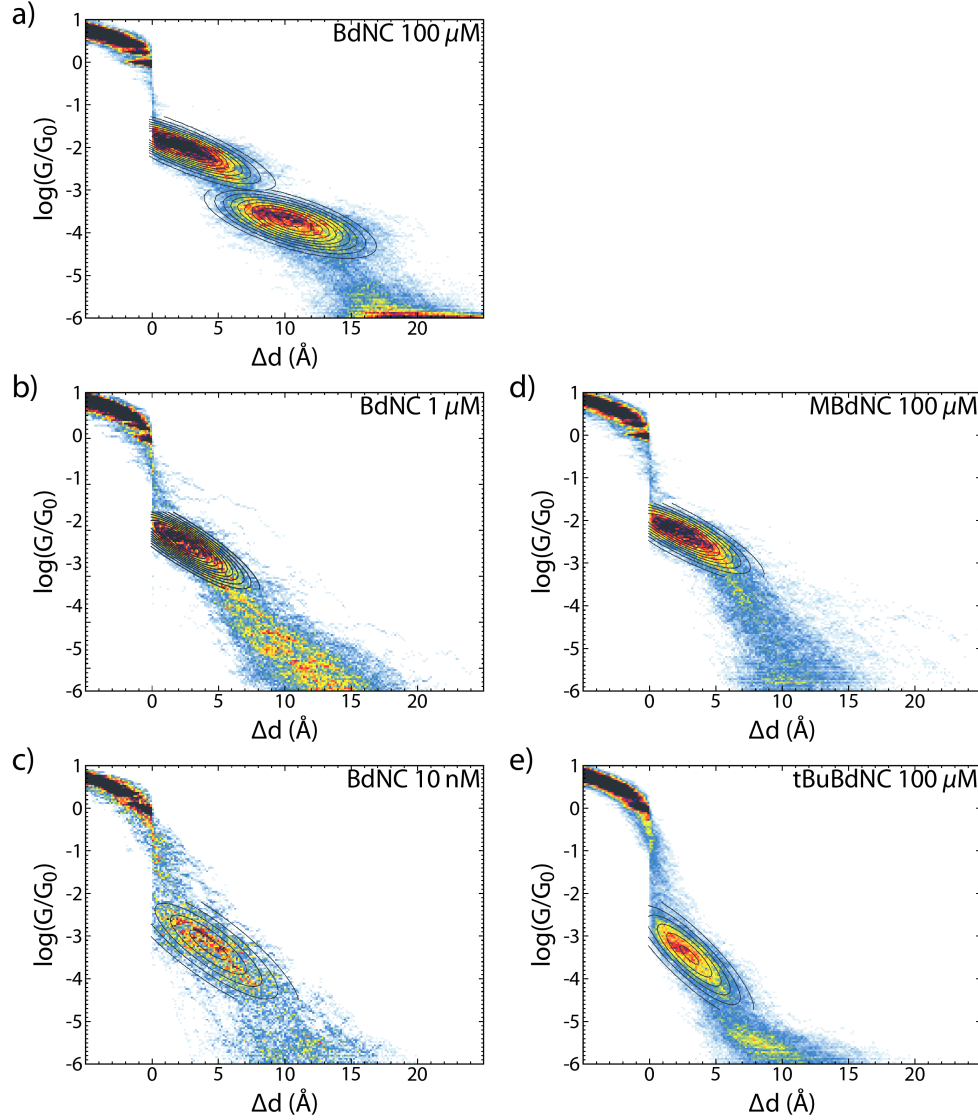 a)
BdNC 100 μM
1
0
-1
-2
-3
-4
-5
-6
log(G/G0)
0 5 10 15 20
Δd (Å)
b)
BdNC 1 μM
1
0
-1
-2
-3
-4
-5
-6
log(G/G0)
0 5 10 15 20
Δd (Å)
d)
MBdNC 100 μM
1
0
-1
-2
-3
-4
-5
-6
log(G/G0)
0 5 10 15 20
Δd (Å)
c)
BdNC 10 nM
1
0
-1
-2
-3
-4
-5
-6
log(G/G0)
0 5 10 15 20
Δd (Å)
e)
tBuBdNC 100 μM
1
0
-1
-2
-3
-4
-5
-6
log(G/G0)
0 5 10 15 20
Δd (Å)